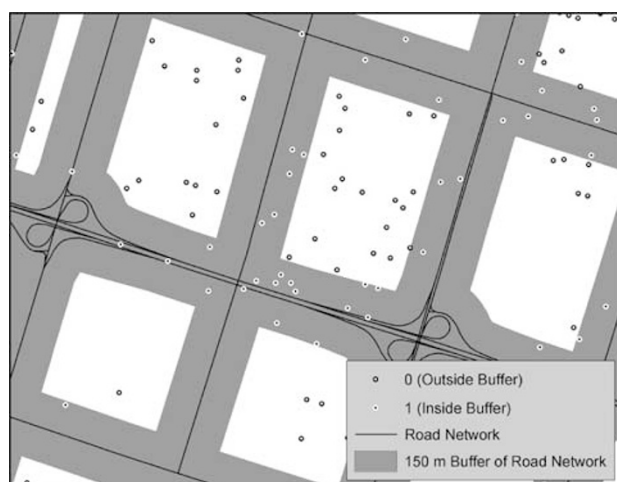 0 (Outside Buffer)
1 (Inside Buffer)
Road Network
150 m Buffer of Road Network